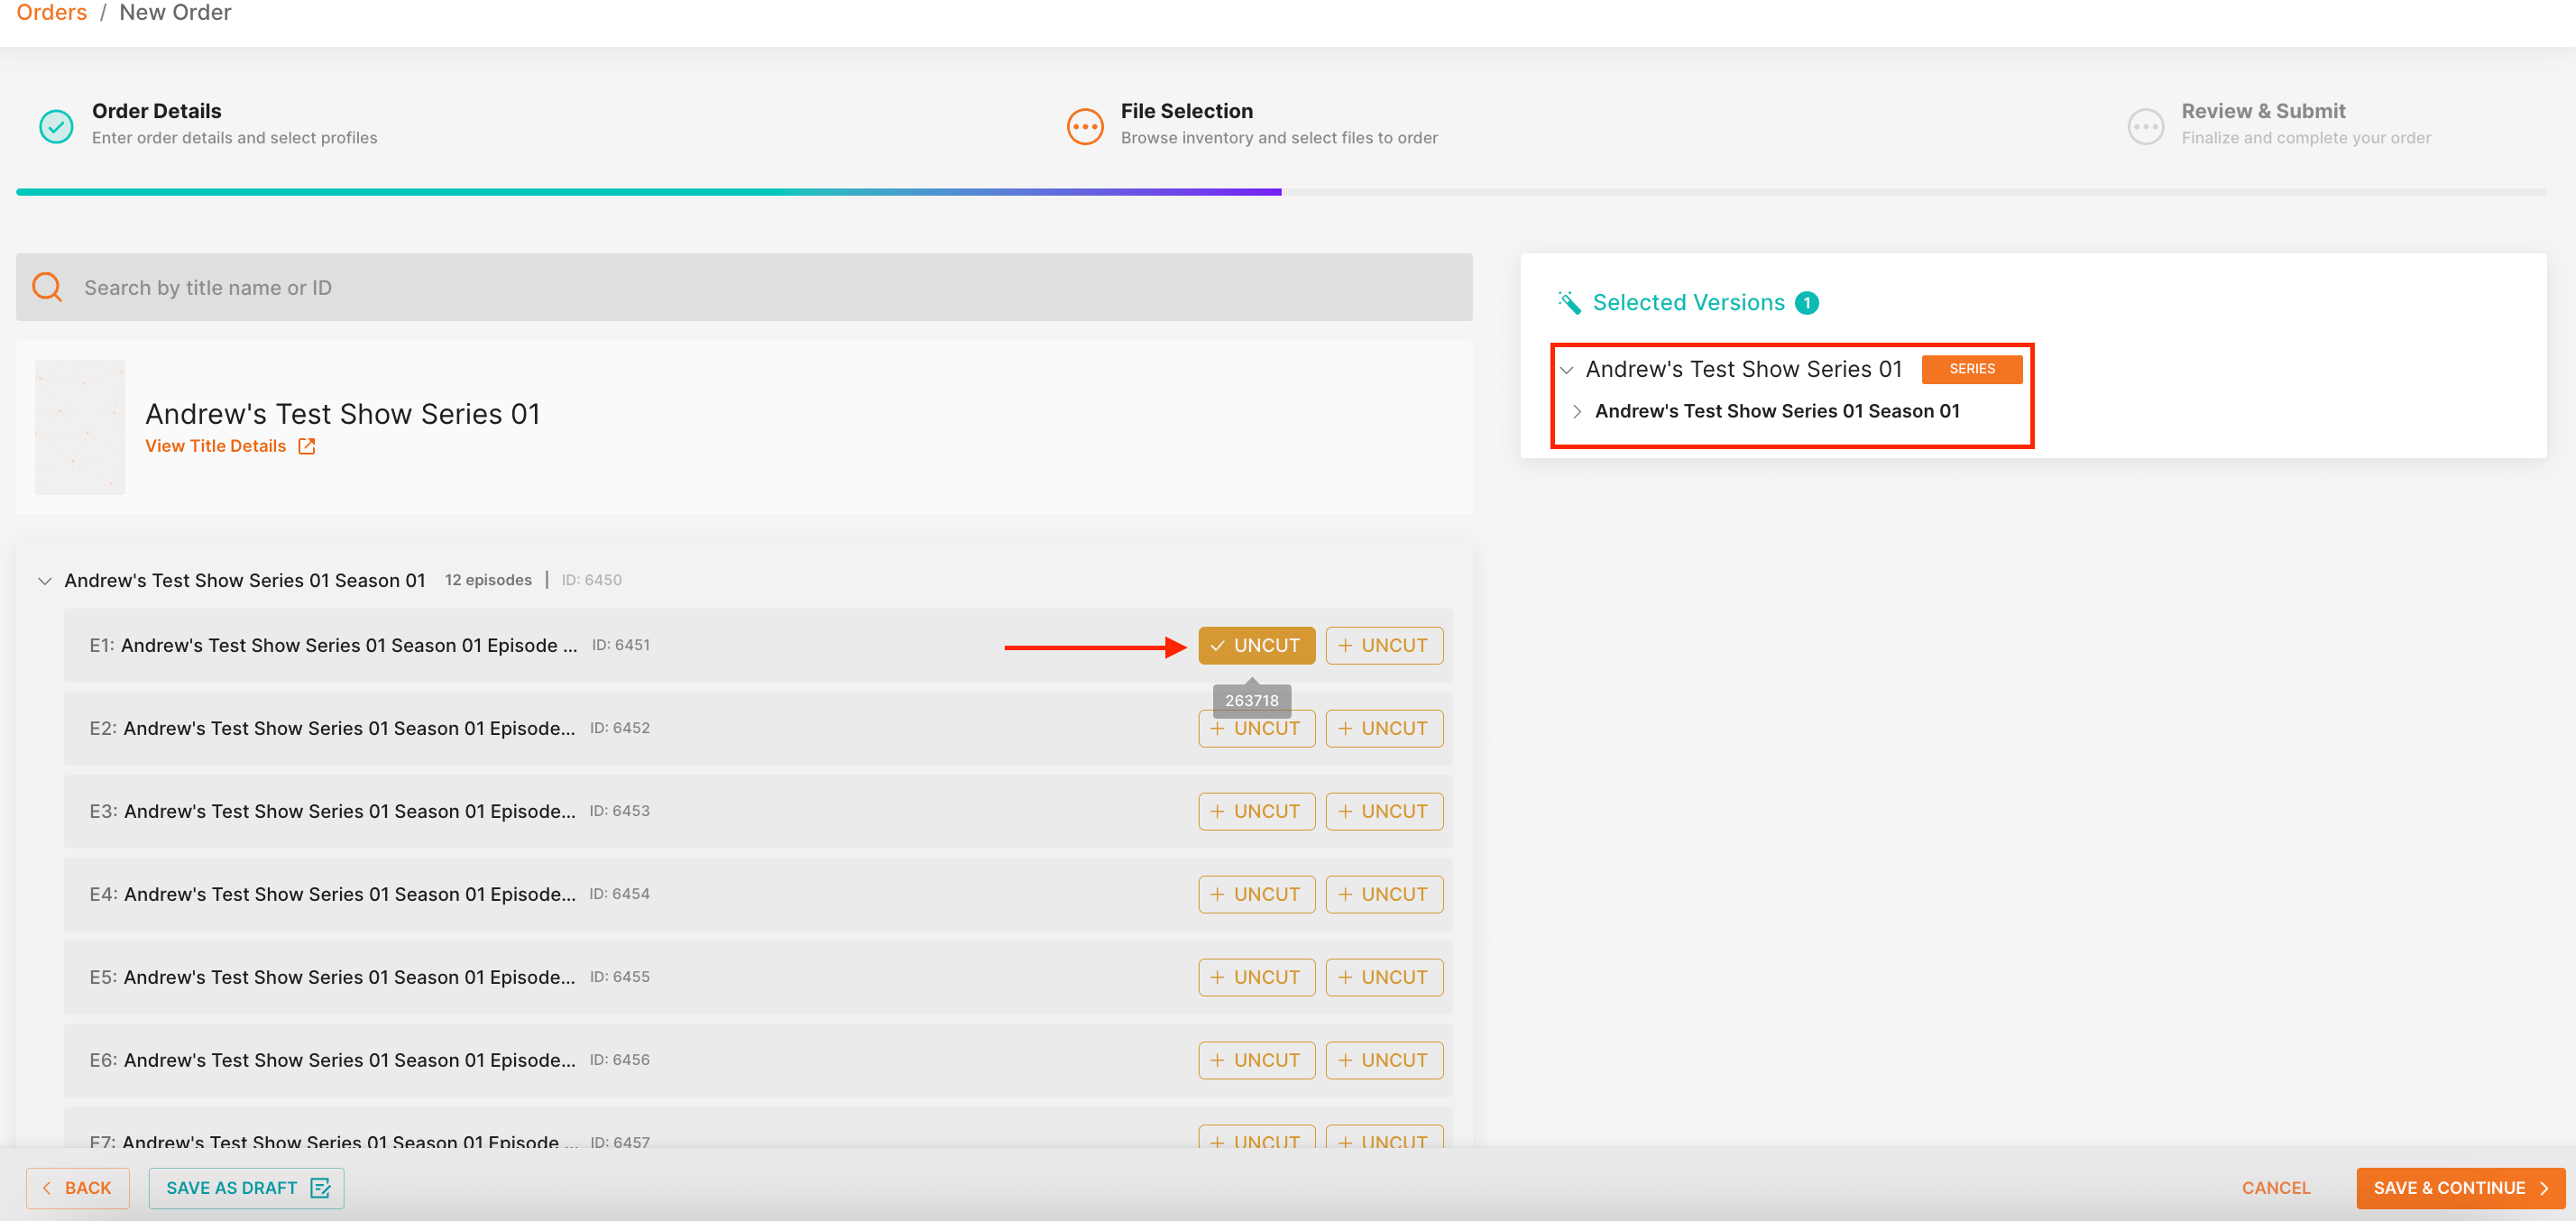 Orders / New Order
Order Details
Enter order details and select profiles
File Selection
Browse inventory and select files to order
Review & Submit
Finalize and complete your order
Search by title name or ID
Andrew's Test Show Series 01
View Title Details
Selected Versions 1
Andrew's Test Show Series 01 SERIES
Andrew's Test Show Series 01 Season 01
Andrew's Test Show Series 01 Season 01 12 episodes | ID: 6450
E1: Andrew's Test Show Series 01 Season 01 Episode ... ID: 6451 UNCUT + UNCUT
263718
E2: Andrew's Test Show Series 01 Season 01 Episode... ID: 6452 + UNCUT + UNCUT
E3: Andrew's Test Show Series 01 Season 01 Episode... ID: 6453 + UNCUT + UNCUT
E4: Andrew's Test Show Series 01 Season 01 Episode... ID: 6454 + UNCUT + UNCUT
E5: Andrew's Test Show Series 01 Season 01 Episode... ID: 6455 + UNCUT + UNCUT
E6: Andrew's Test Show Series 01 Season 01 Episode... ID: 6456 + UNCUT + UNCUT
E7: Andrew's Test Show Series 01 Season 01 Episode ... ID: 6457 + UNCUT + UNCUT
BACK SAVE AS DRAFT CANCEL SAVE & CONTINUE